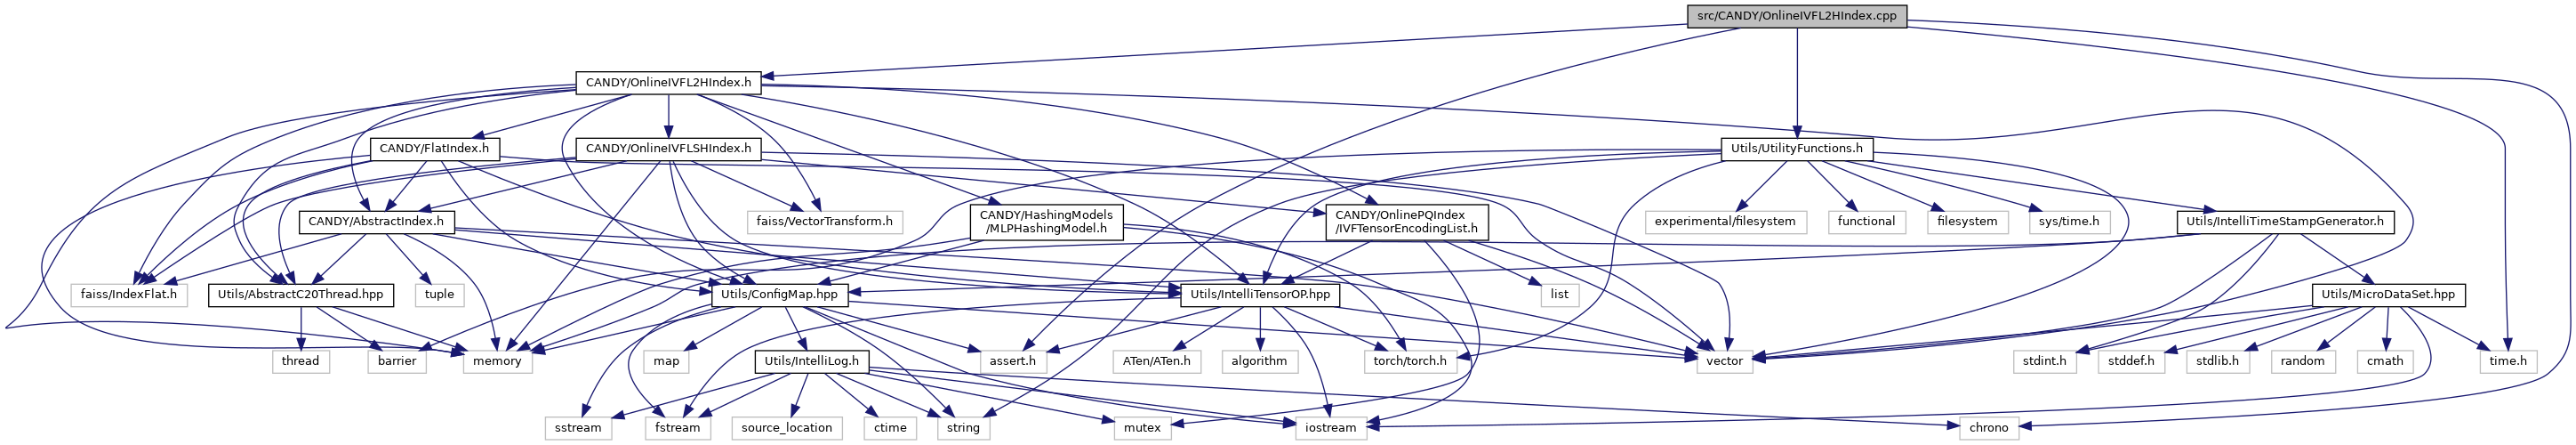 src/CANDY/OnlineIVFL2HIndex.cpp
CANDY/OnlineIVFL2HIndex.h
CANDY/FlatIndex.h
CANDY/OnlineIVFLSHIndex.h
Utils/UtilityFunctions.h
CANDY/AbstractIndex.h
faiss/VectorTransform.h
CANDY/HashingModels
/MLPHashingModel.h
CANDY/OnlinePQIndex
/IVFTensorEncodingList.h
experimental/filesystem
functional
filesystem
sys/time.h
Utils/IntelliTimeStampGenerator.h
faiss/IndexFlat.h
Utils/AbstractC20Thread.hpp
tuple
Utils/ConfigMap.hpp
Utils/IntelliTensorOP.hpp
list
Utils/MicroDataSet.hpp
thread
barrier
memory
map
Utils/IntelliLog.h
assert.h
ATen/ATen.h
algorithm
torch/torch.h
vector
stdint.h
stddef.h
stdlib.h
random
cmath
time.h
sstream
fstream
source_location
ctime
string
mutex
iostream
chrono